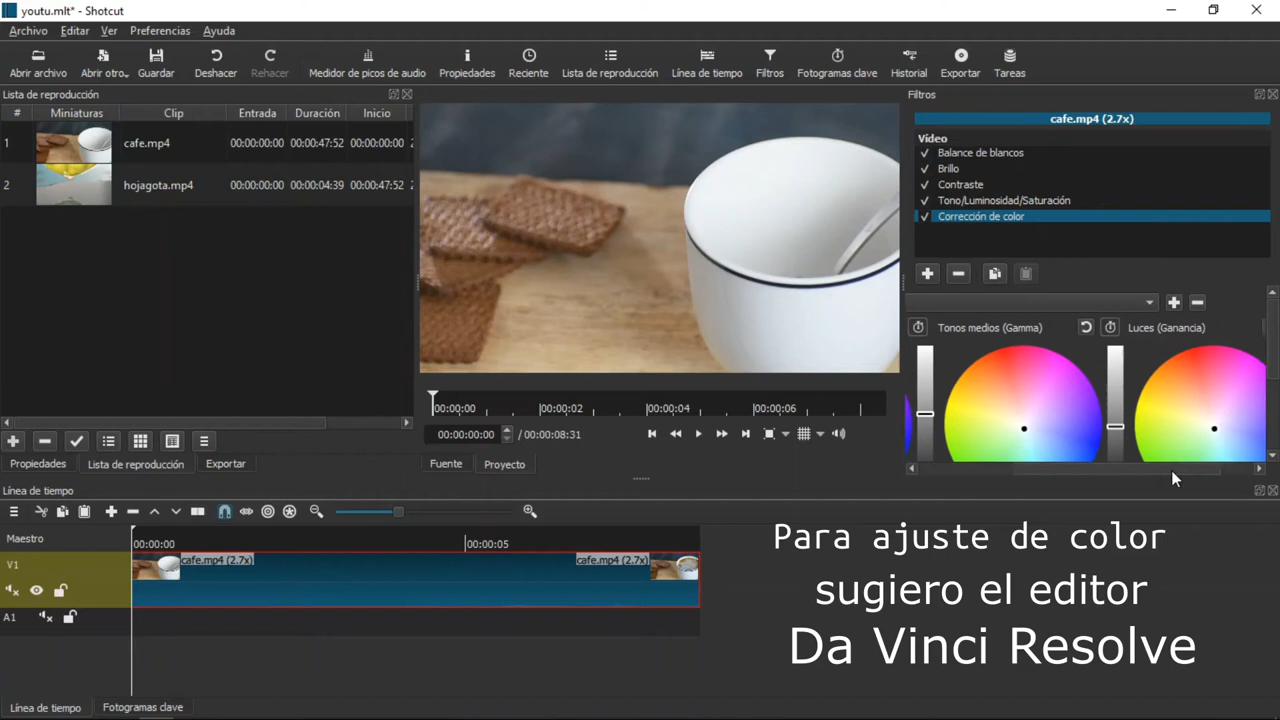 youtu.mlt* - Shotcut
Archivo Editar Ver Preferencias Ayuda
Abrir archivo Abrir otro. Guardar Deshacer Rehacer Medidor de picos de audio Propiedades Reciente Lista de reproducción Línea de tiempo Filtros Fotogramas clave Historial Exportar Tareas
Lista de reproducción
# Miniaturas Clip Entrada Duración Inicio
1 cafe.mp4 00:00:00:00 00:00:47:52 00:00:00:00 2
2 hojagota.mp4 00:00:00:00 00:00:04:39 00:00:47:52 2
Propiedades Lista de reproducción Exportar
00:00:00 00:00:02 00:00:04 00:00:06
00:00:00:00 / 00:00:08:31
Fuente Proyecto
Filtros
cafe.mp4 (2.7x)
Vídeo
✓ Balance de blancos
✓ Brillo
✓ Contraste
✓ Tono/Luminosidad/Saturación
✓ Corrección de color
Tonos medios (Gamma) Luces (Ganancia)
Línea de tiempo
Maestro 00:00:00 00:00:05
V1 cafe.mp4 (2.7x) cafe.mp4 (2.7x)
A1
Para ajuste de color
sugiero el editor
Da Vinci Resolve
Línea de tiempo Fotogramas clave